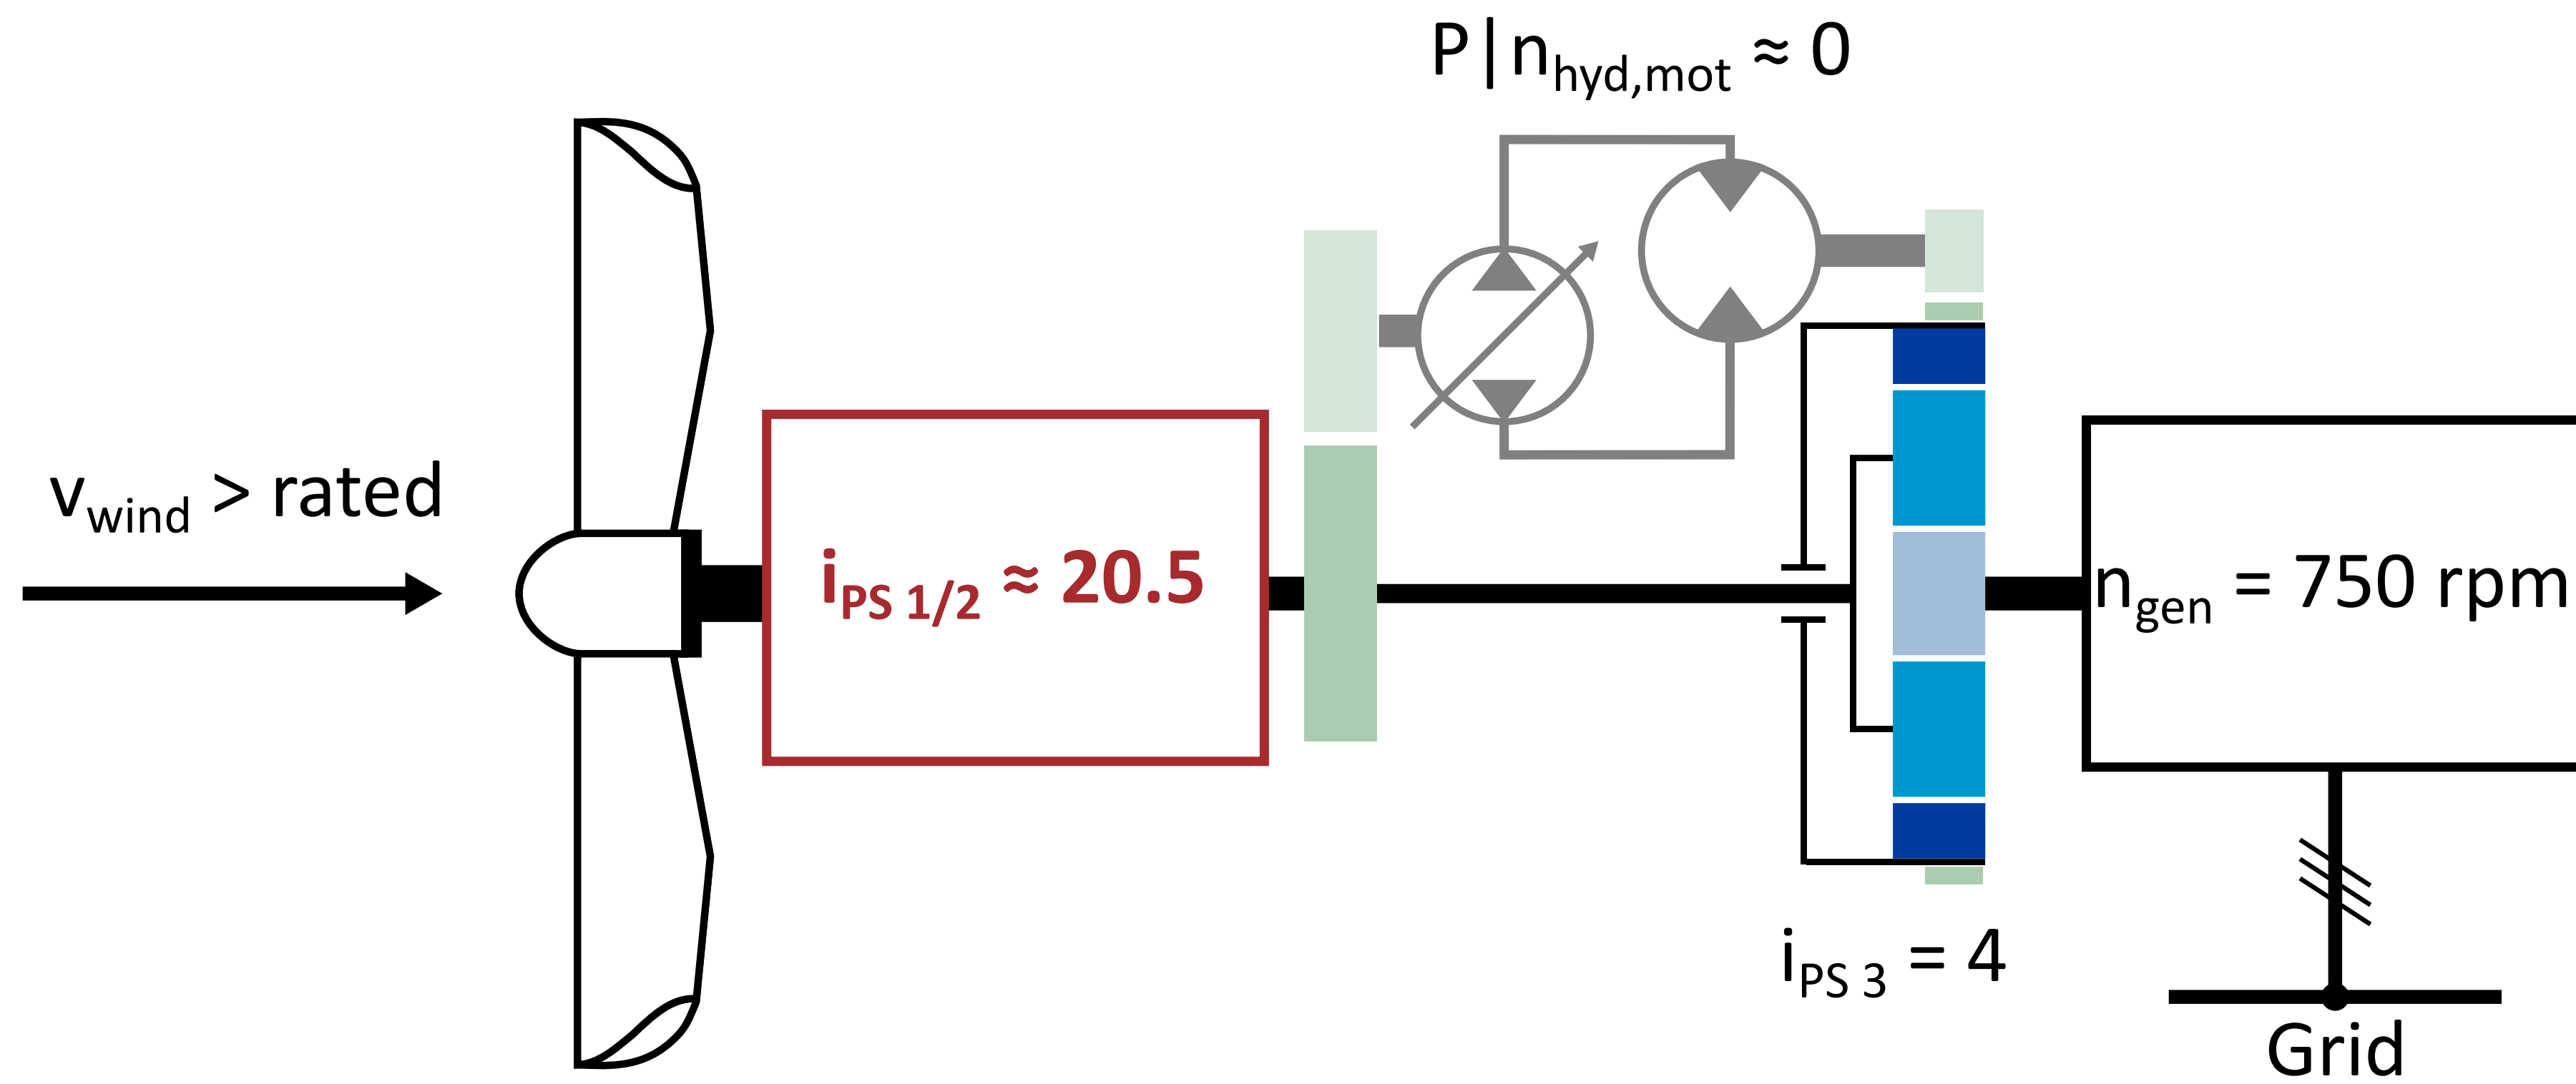 P|nhyd,mot ≈ 0
vwind > rated
iPS 1/2 ≈ 20.5
ngen = 750 rpm
iPS 3 = 4
Grid